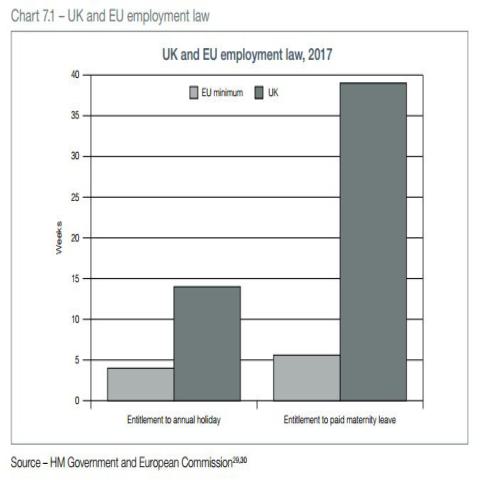 Chart 7.1 – UK and EU employment law
UK and EU employment law, 2017
EU minimum
UK
40
35
30
25
20
15
10
5
0
Weeks
Entitlement to annual holiday
Entitlement to paid maternity leave
Source – HM Government and European Commission29,30